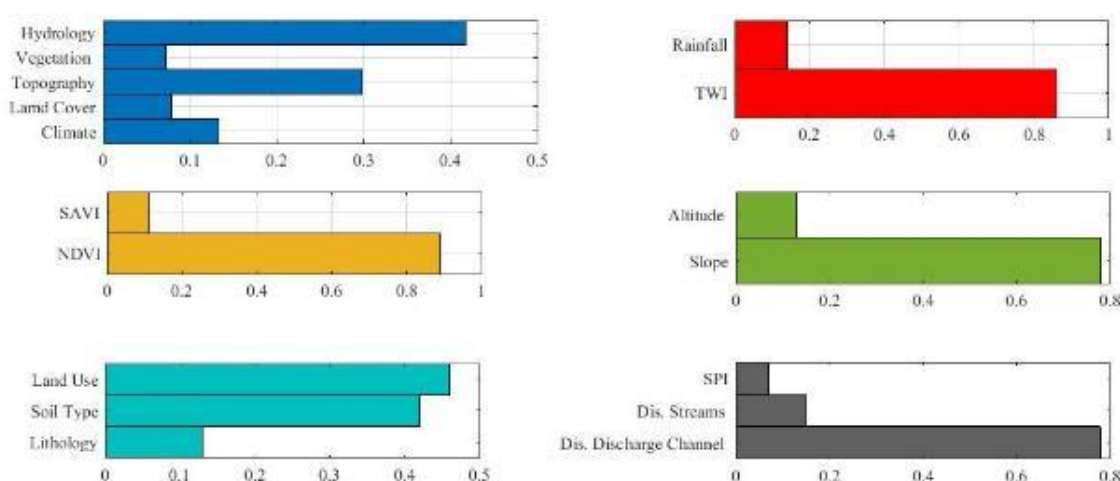 Hydrology
Vegetation
Topography
Lamd Cover
Climate
0 0.1 0.2 0.3 0.4 0.5
Rainfall
TWI
0 0.2 0.4 0.6 0.8 1
SAVI
NDVI
0 0.2 0.4 0.6 0.8 1
Altitude
Slope
0 0.2 0.4 0.6 0.8
Land Use
Soil Type
Lithology
0 0.1 0.2 0.3 0.4 0.5
SPI
Dis. Streams
Dis. Discharge Channel
0 0.2 0.4 0.6 0.8